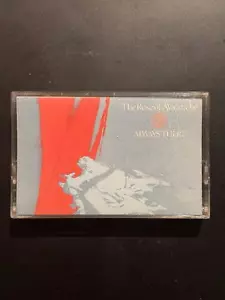 The Rose of Avalanche
ALWAYS THERE